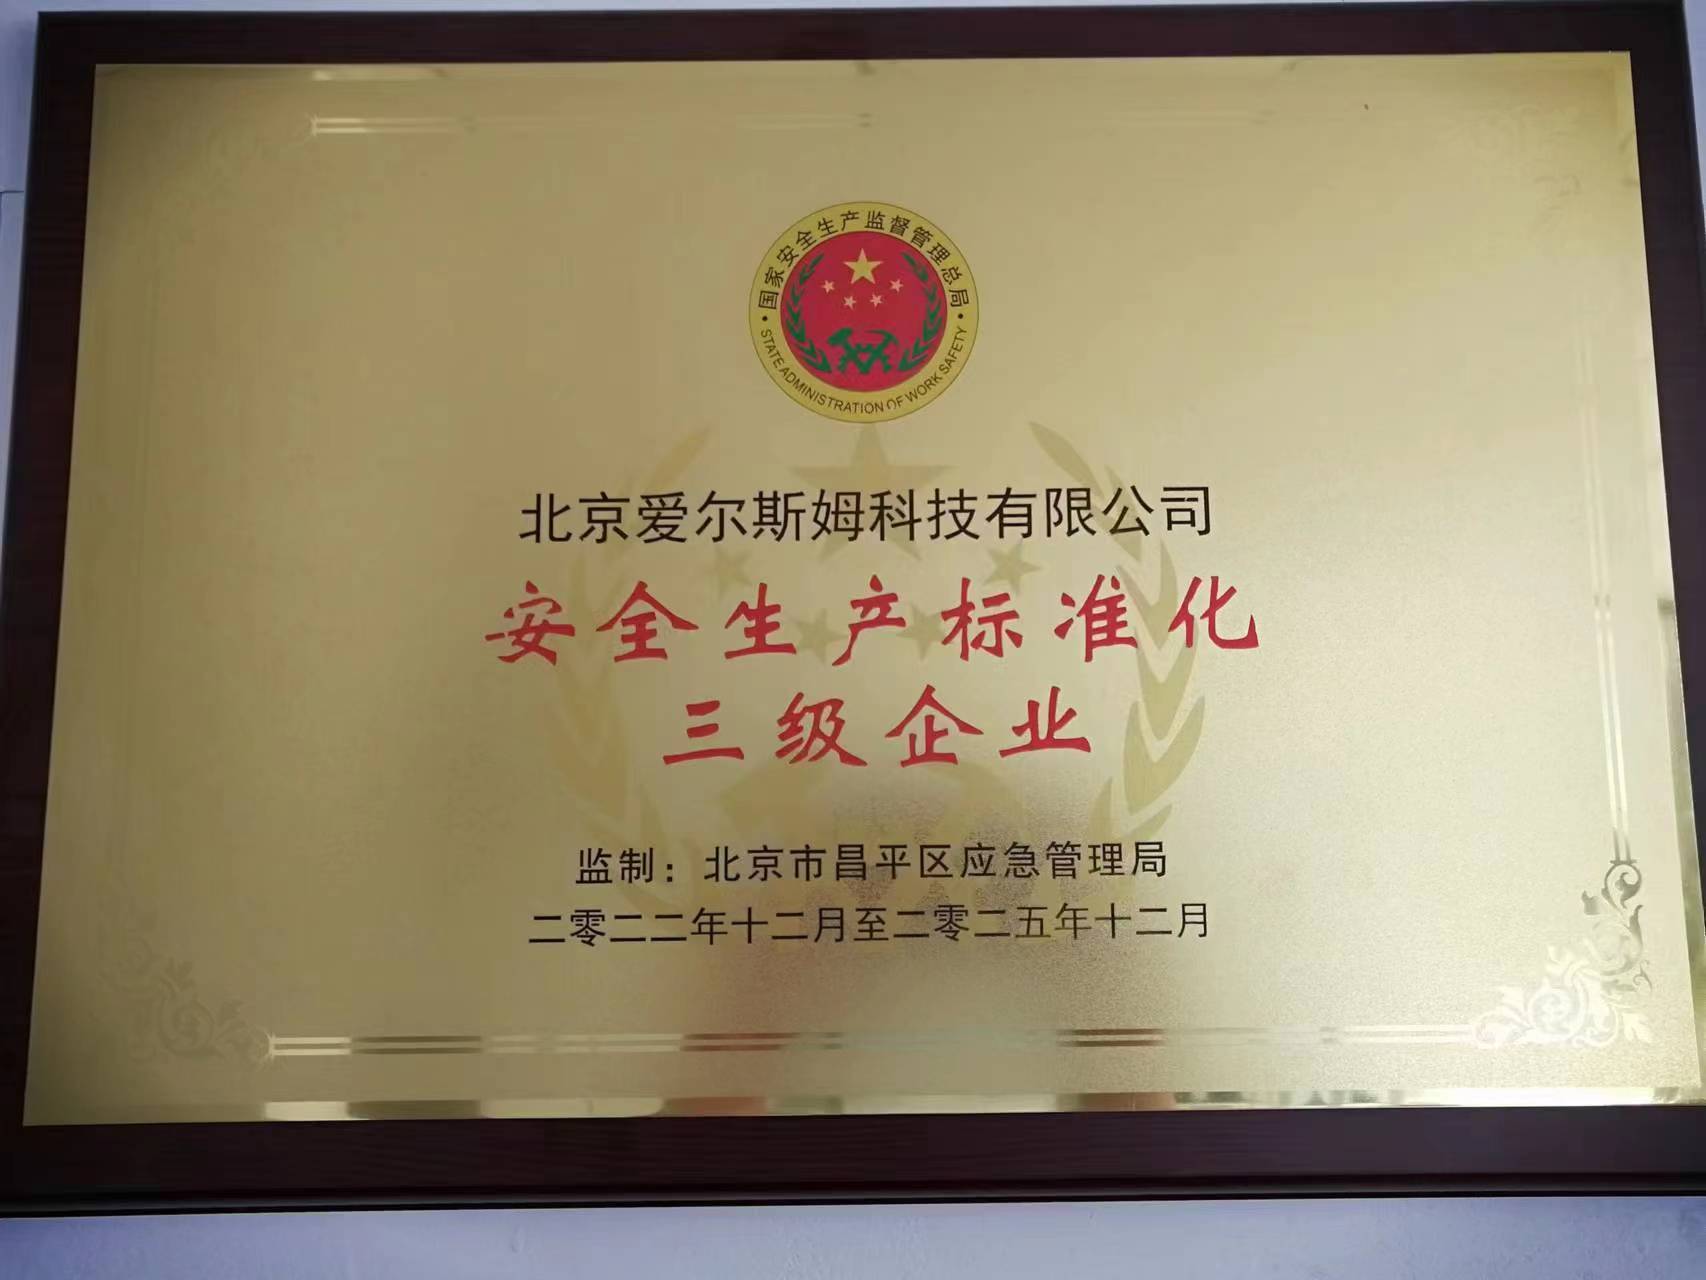 国家安全生产监督管理总局
STATE ADMINISTRATION OF WORK SAFETY
北京爱尔斯姆科技有限公司
安全生产标准化
三级企业
监制：北京市昌平区应急管理局
二零二二年十二月至二零二五年十二月